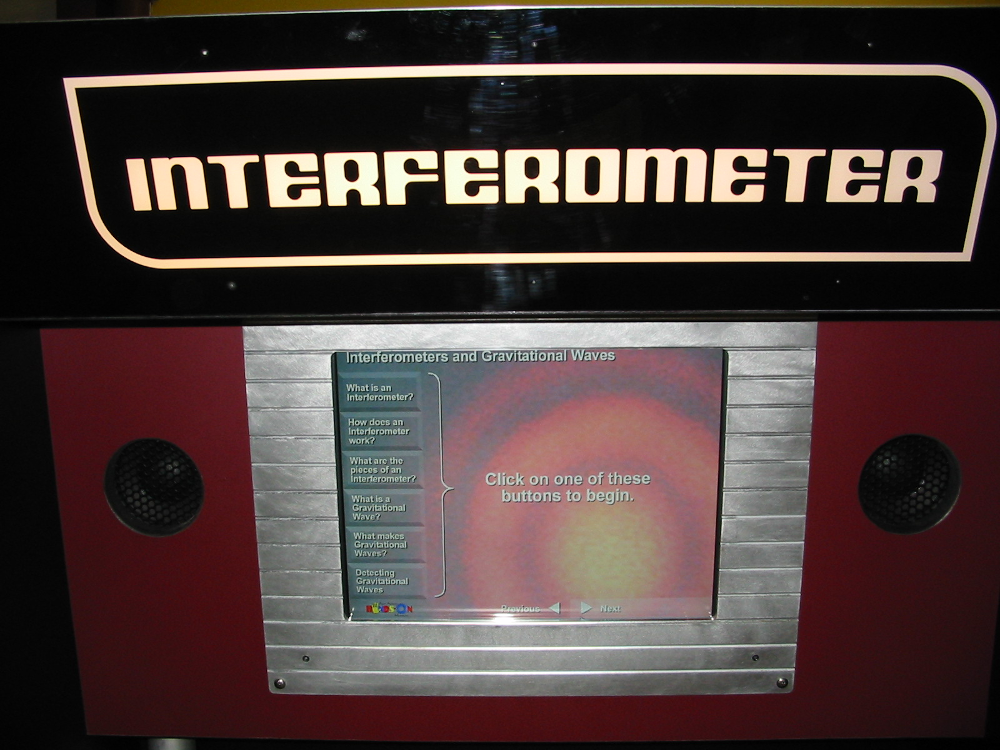 INTERFEROMETER
Interferometers and Gravitational Waves
What is an
Interferometer?
How does an
Interferometer
work?
What are the
pieces of an
Interferometer?
What is a
Gravitational
Wave?
What makes
Gravitational
Waves?
Detecting
Gravitational
Waves
Click on one of these
buttons to begin.
HANDS-ON
Previous
Next